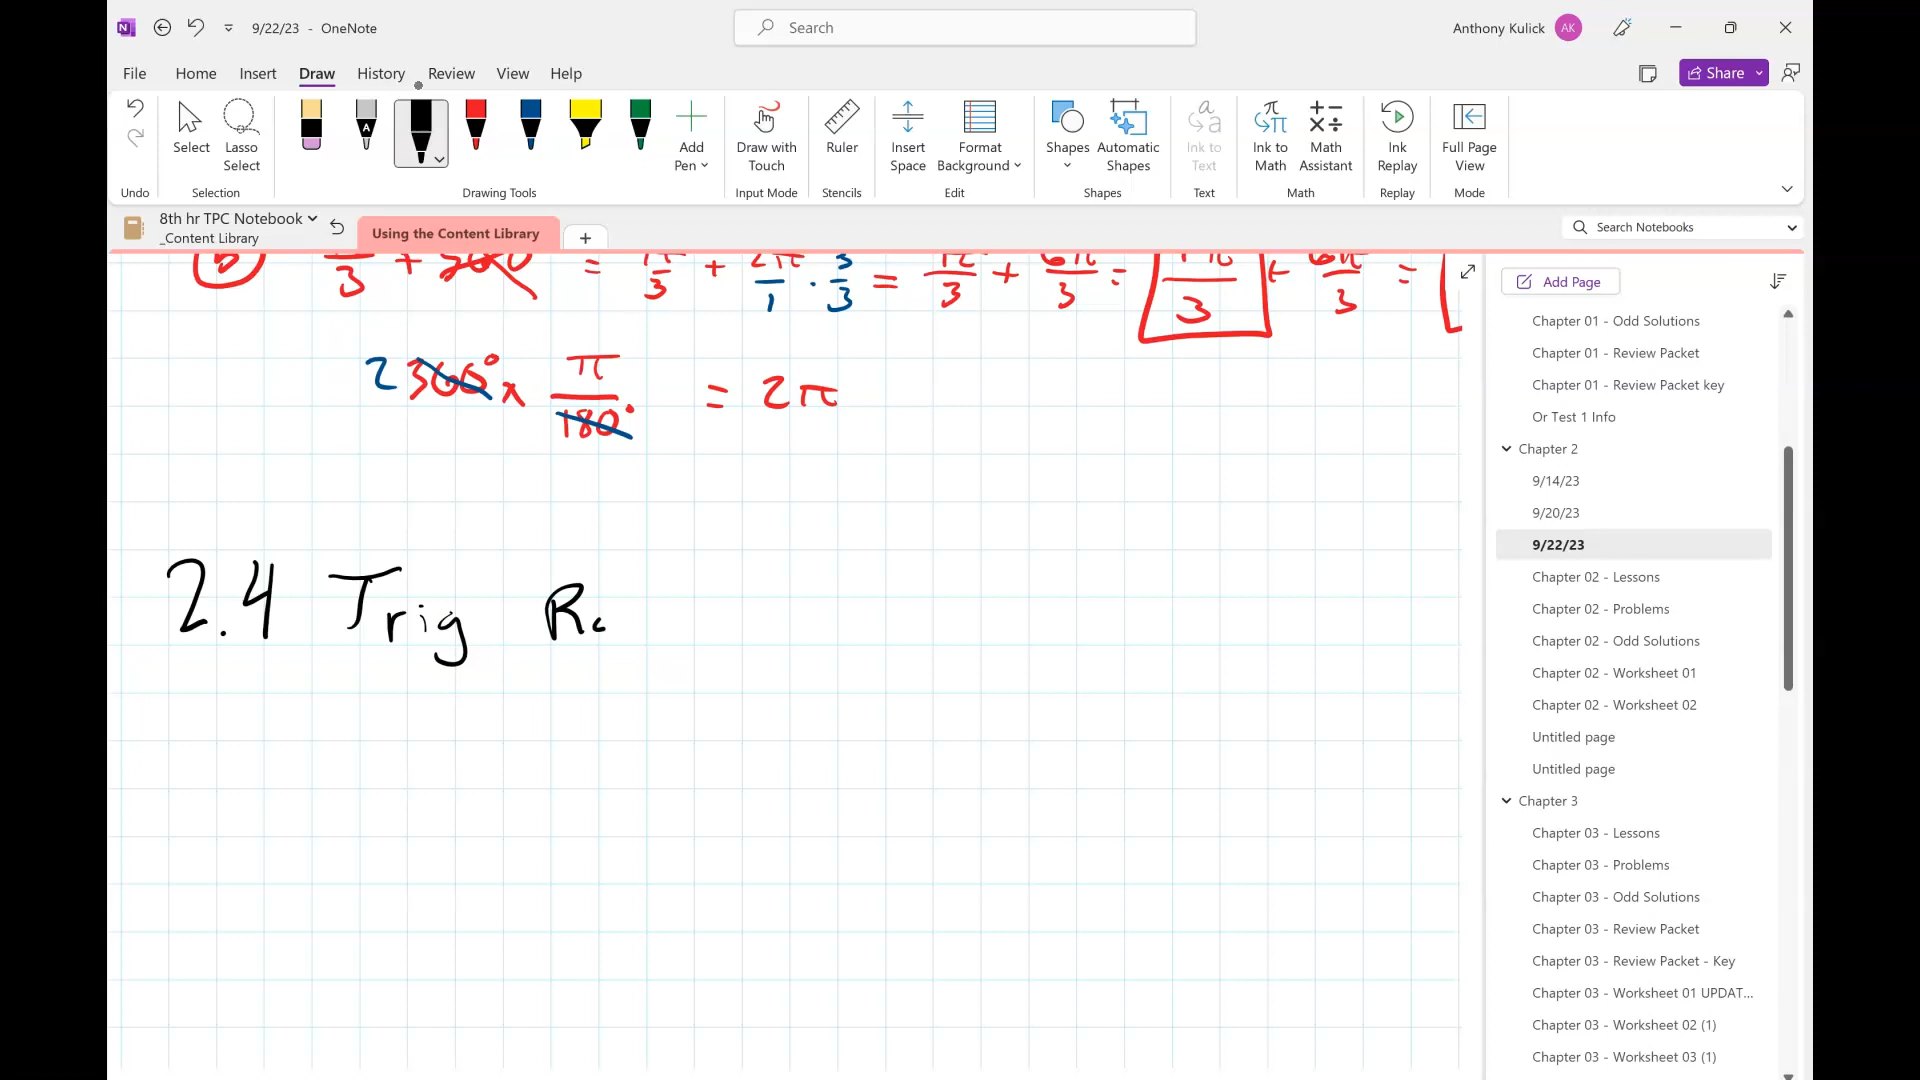 9/22/23 - OneNote
Search
Anthony Kulick AK
File Home Insert Draw History Review View Help
Share
Undo
Select
Lasso Select
Selection
A
Drawing Tools
Add Pen
Draw with Touch
Input Mode
Ruler
Stencils
Insert Space
Format Background
Edit
Shapes
Automatic Shapes
Shapes
Ink to Text
Text
Ink to Math
Math Assistant
Math
Ink Replay
Replay
Full Page View
Mode
8th hr TPC Notebook
_Content Library
Using the Content Library
+
Search Notebooks
2 360° x π/180° = 2π
2.4 Trig
Add Page
Chapter 01 - Odd Solutions
Chapter 01 - Review Packet
Chapter 01 - Review Packet key
Or Test 1 Info
Chapter 2
9/14/23
9/20/23
9/22/23
Chapter 02 - Lessons
Chapter 02 - Problems
Chapter 02 - Odd Solutions
Chapter 02 - Worksheet 01
Chapter 02 - Worksheet 02
Untitled page
Untitled page
Chapter 3
Chapter 03 - Lessons
Chapter 03 - Problems
Chapter 03 - Odd Solutions
Chapter 03 - Review Packet
Chapter 03 - Review Packet - Key
Chapter 03 - Worksheet 01 UPDAT...
Chapter 03 - Worksheet 02 (1)
Chapter 03 - Worksheet 03 (1)